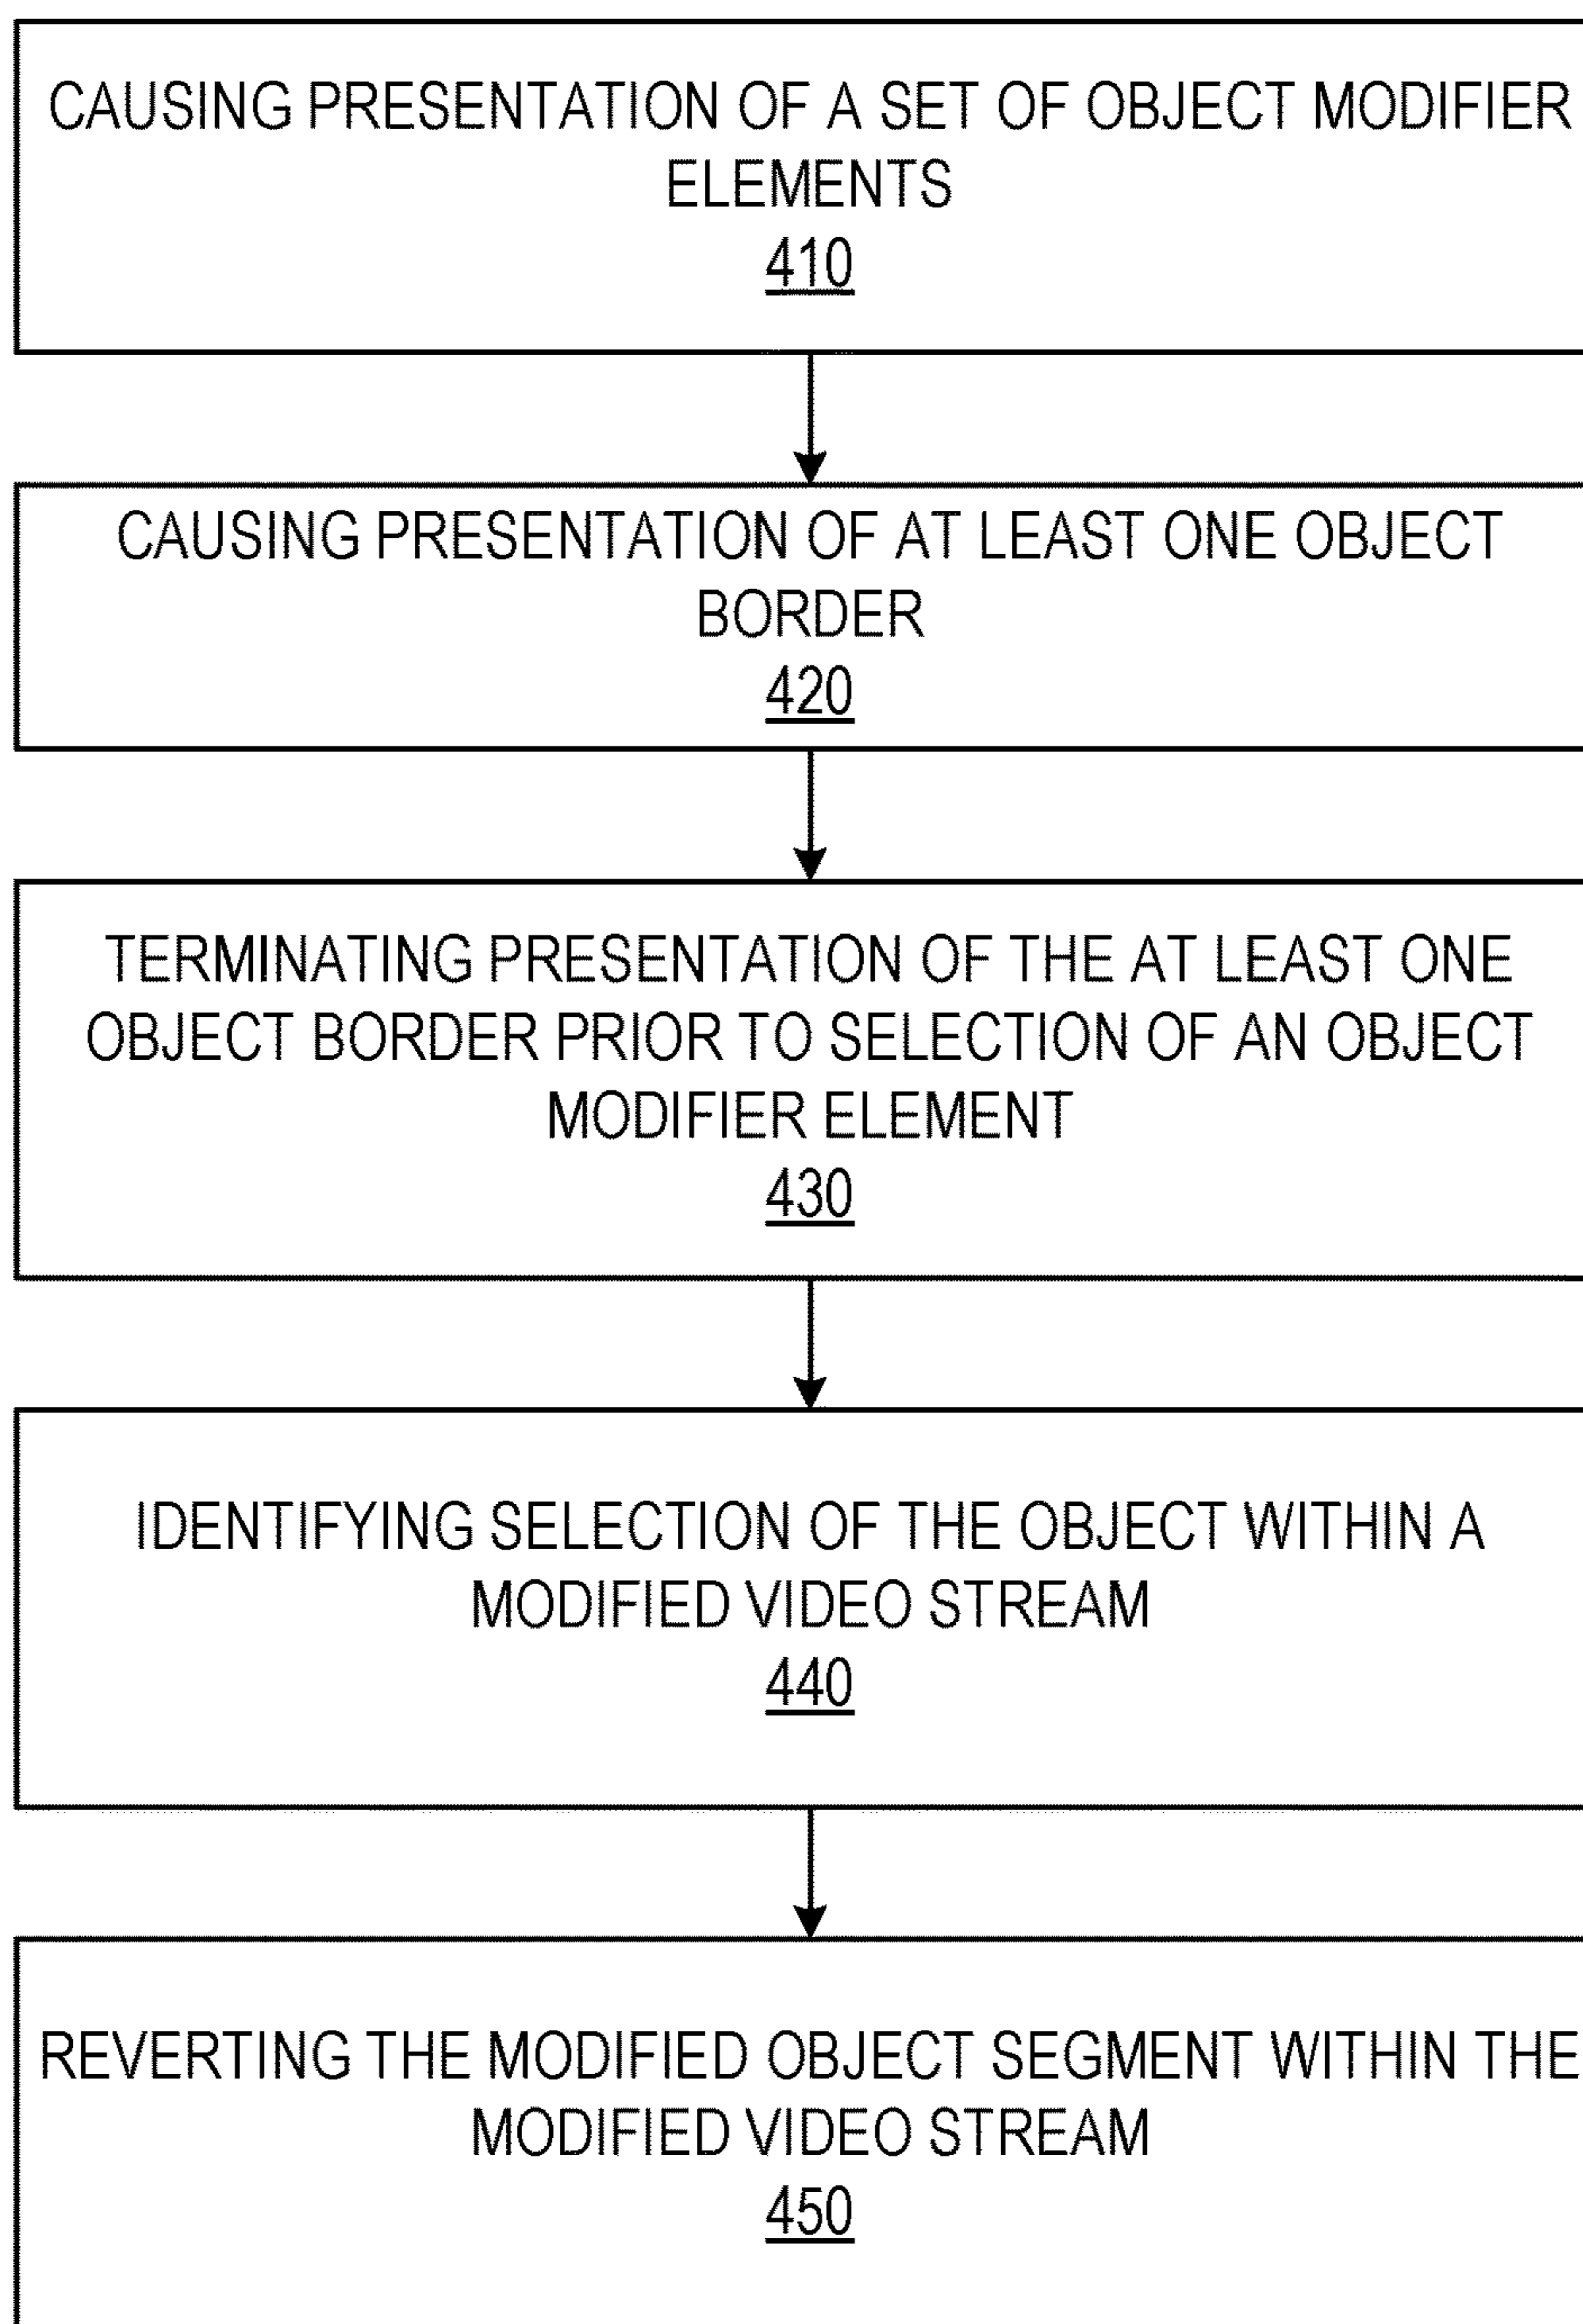 CAUSING PRESENTATION OF A SET OF OBJECT MODIFIER
ELEMENTS
410
CAUSING PRESENTATION OF AT LEAST ONE OBJECT
BORDER
420
TERMINATING PRESENTATION OF THE AT LEAST ONE
OBJECT BORDER PRIOR TO SELECTION OF AN OBJECT
MODIFIER ELEMENT
430
IDENTIFYING SELECTION OF THE OBJECT WITHIN A
MODIFIED VIDEO STREAM
440
REVERTING THE MODIFIED OBJECT SEGMENT WITHIN THE
MODIFIED VIDEO STREAM
450